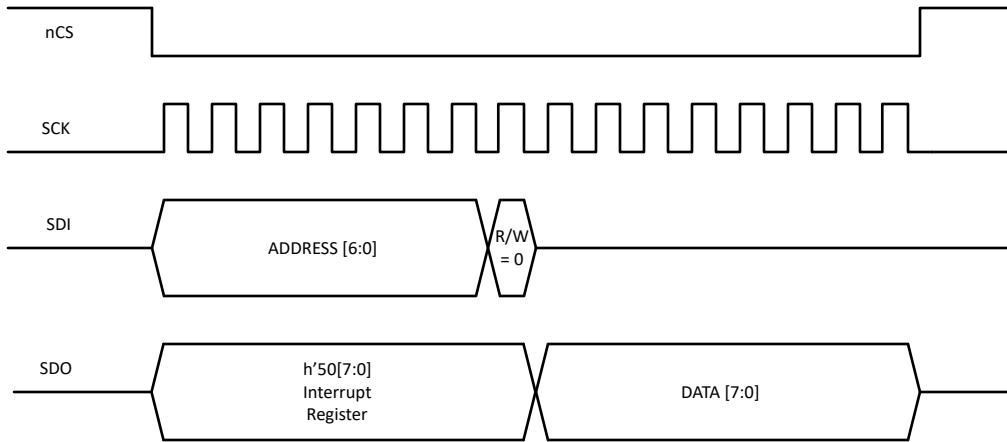 nCS
SCK
SDI
ADDRESS [6:0]
R/W
= 0
SDO
h’50[7:0]
Interrupt
Register
DATA [7:0]